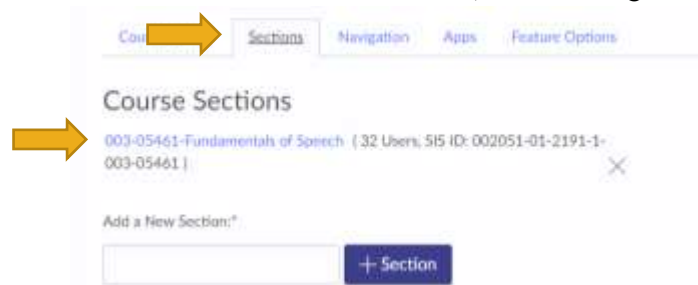 Sections Navigation Apps Feature Options
Course Sections
003-05461-Fundamentals of Speech ( 32 Users, SIS ID: 002051-01-2191-1-
003-05461 )
Add a New Section:*
+ Section